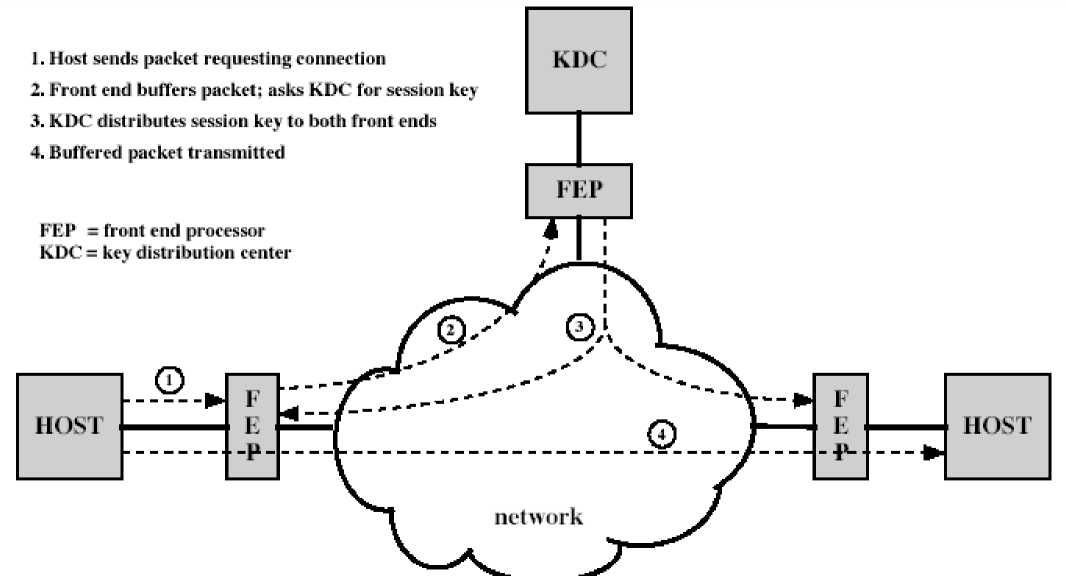 1. Host sends packet requesting connection
2. Front end buffers packet; asks KDC for session key
3. KDC distributes session key to both front ends
4. Buffered packet transmitted
FEP = front end processor
KDC = key distribution center
KDC
FEP
2
3
1
HOST
F
E
P
4
F
E
P
HOST
network